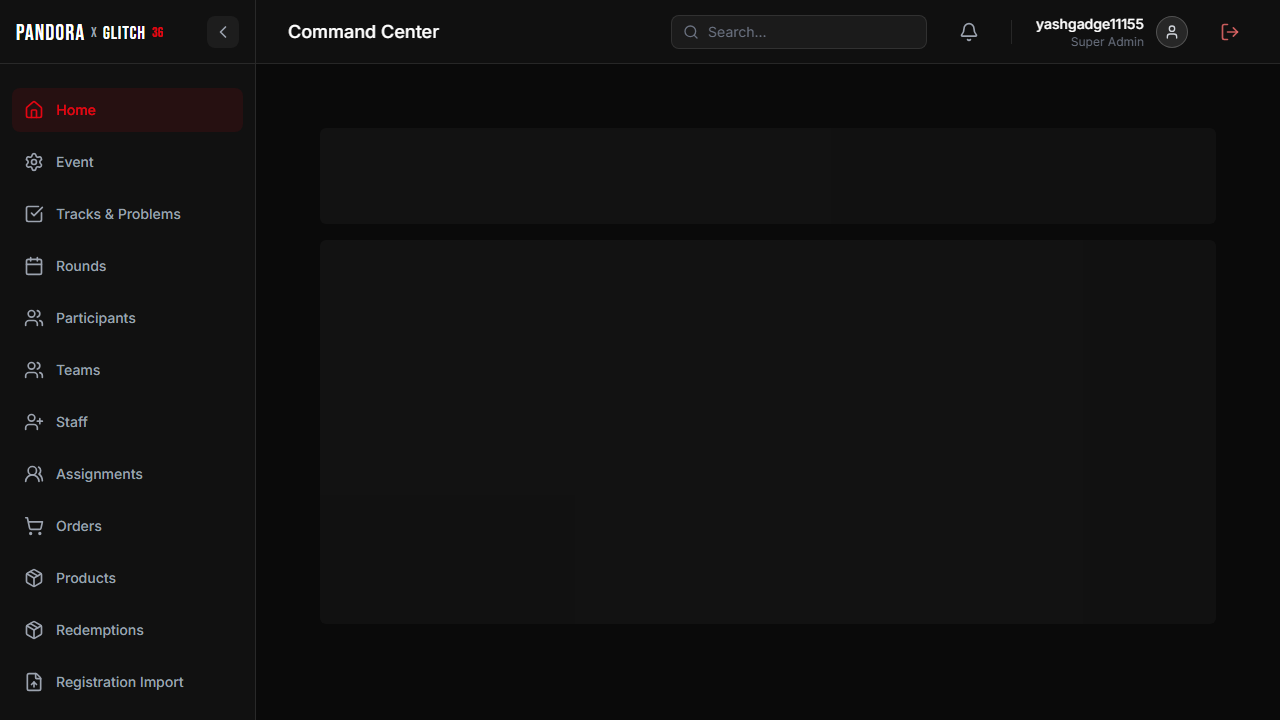 PANDORA X GLITCH 36
Command Center
Search...
yashgadge11155
Super Admin
Home
Event
Tracks & Problems
Rounds
Participants
Teams
Staff
Assignments
Orders
Products
Redemptions
Registration Import